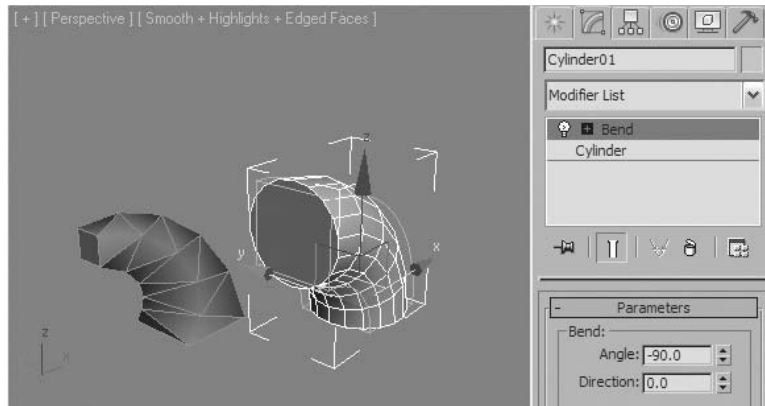 [ + ] [ Perspective ] [ Smooth + Highlights + Edged Faces ]
Cylinder01
Modifier List
Bend
Cylinder
z
y
x
z
x
- Parameters
Bend:
Angle: -90.0
Direction: 0.0